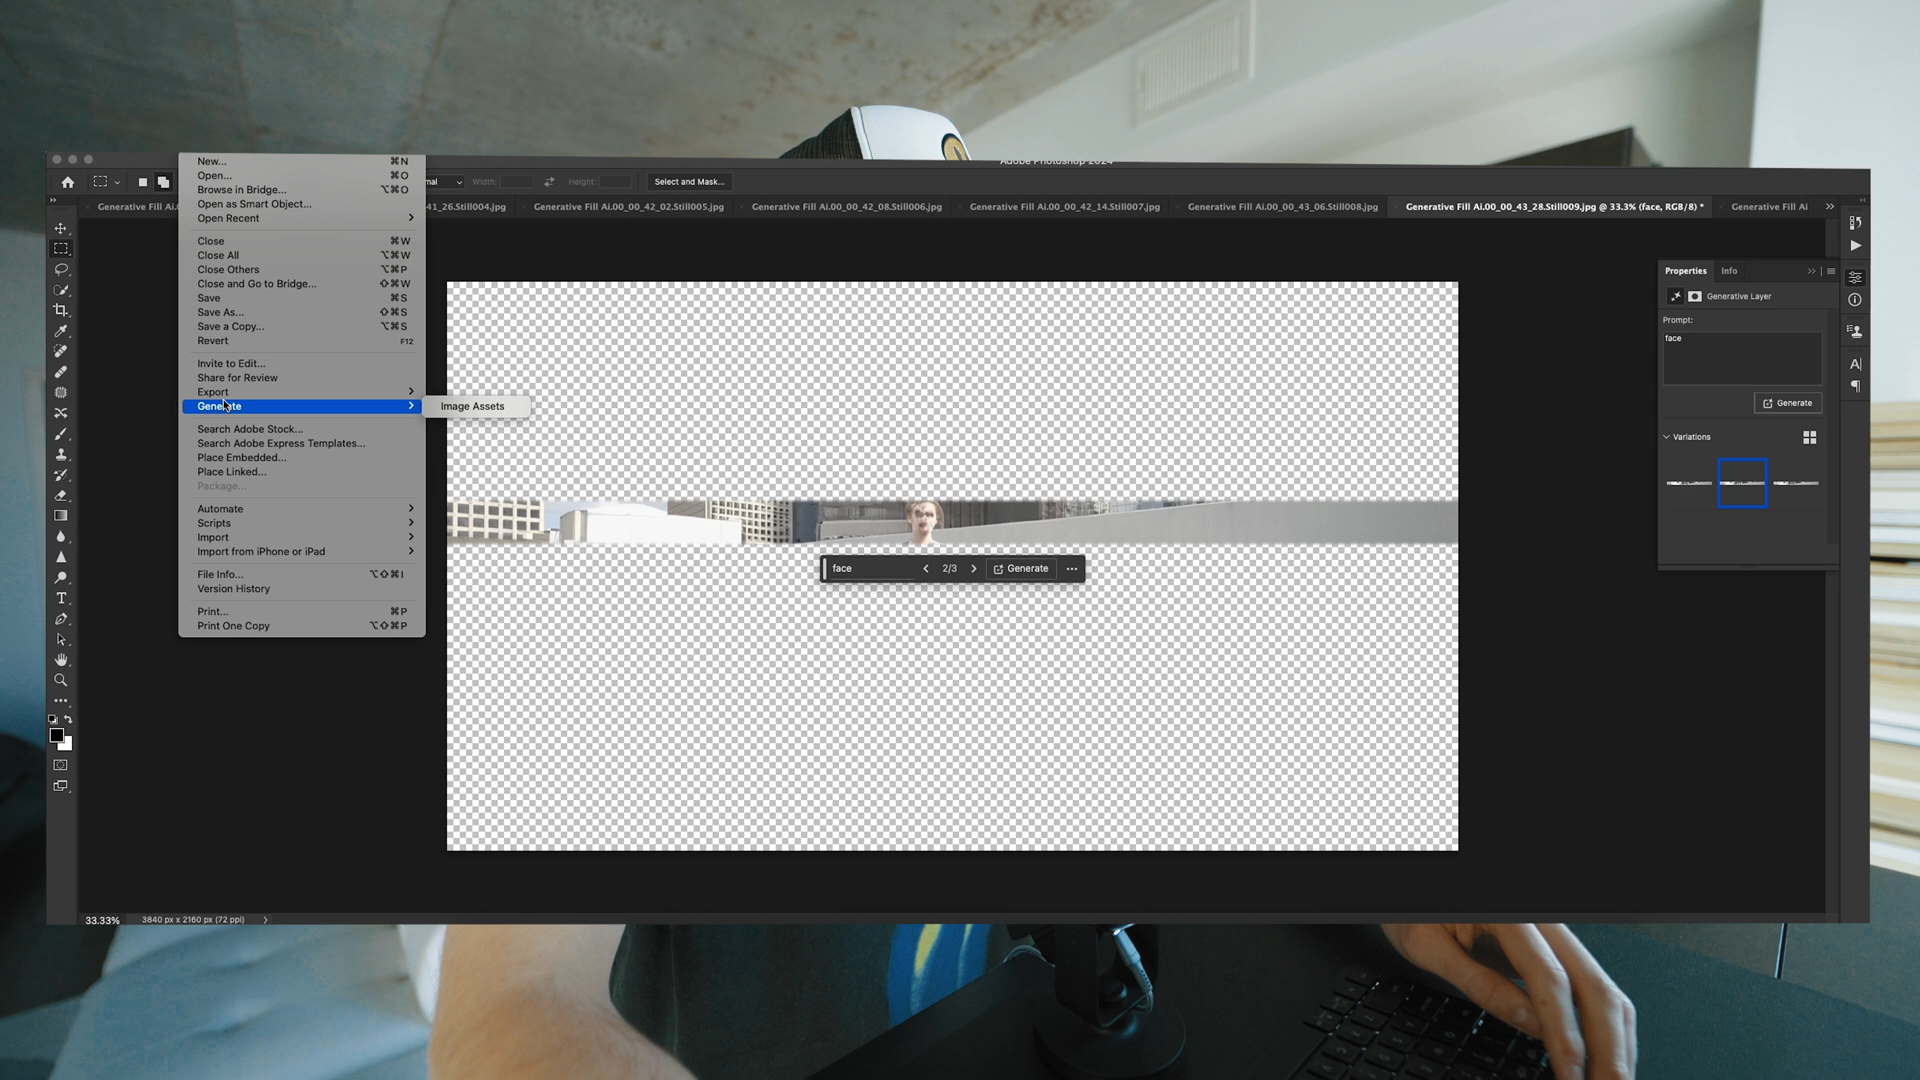 Adobe Photoshop 2024
New... ⌘N
Open... ⌘O
Browse in Bridge... ⌥⌘O
Open as Smart Object...
Open Recent
Close ⌘W
Close All ⌥⌘W
Close Others ⌥⌘P
Close and Go to Bridge... ⇧⌘W
Save ⌘S
Save As... ⇧⌘S
Save a Copy... ⌥⌘S
Revert F12
Invite to Edit...
Share for Review
Export
Generate
Image Assets
Search Adobe Stock...
Search Adobe Express Templates...
Place Embedded...
Place Linked...
Package...
Automate
Scripts
Import
Import from iPhone or iPad
File Info... ⌥⇧⌘I
Version History
Print... ⌘P
Print One Copy ⌥⇧⌘P
mal Width: Height: Select and Mask...
Generative Fill Ai 41_26.Still004.jpg Generative Fill Ai.00_00_42_02.Still005.jpg Generative Fill Ai.00_00_42_08.Still006.jpg Generative Fill Ai.00_00_42_14.Still007.jpg Generative Fill Ai.00_00_43_06.Still008.jpg Generative Fill Ai.00_00_43_28.Still009.jpg @ 33.3% (face, RGB/8) * Generative Fill Ai
Properties Info
Generative Layer
Prompt:
face
Generate
Variations
face 2/3 Generate
33.33% 3840 px x 2160 px (72 ppi)